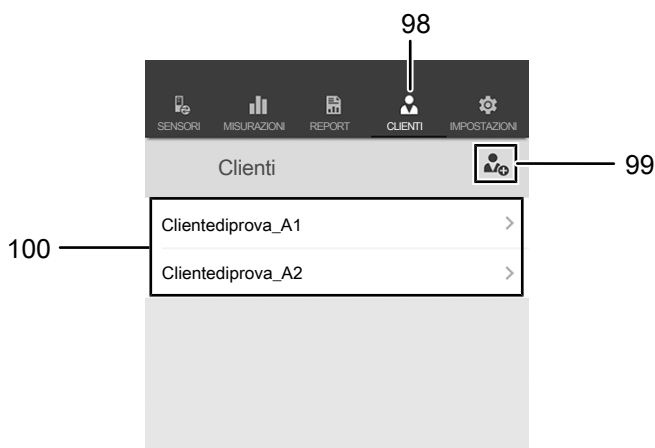 98
SENSORI MISURAZIONI REPORT CLIENTI IMPOSTAZIONI
Clienti
99
Clientediprova_A1
100
Clientediprova_A2